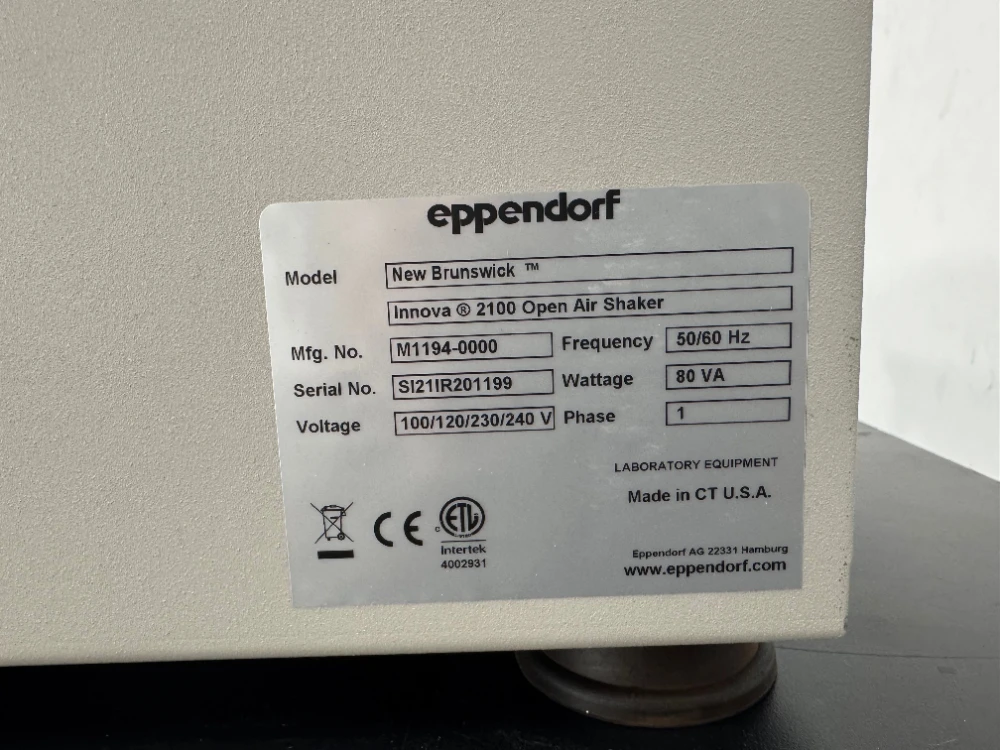 eppendorf
Model New Brunswick ™
Innova ® 2100 Open Air Shaker
Mfg. No. M1194-0000 Frequency 50/60 Hz
Serial No. SI21IR201199 Wattage 80 VA
Voltage 100/120/230/240 V Phase 1
LABORATORY EQUIPMENT
Made in CT U.S.A.
CE c ETL
Intertek
4002931
Eppendorf AG 22331 Hamburg
www.eppendorf.com